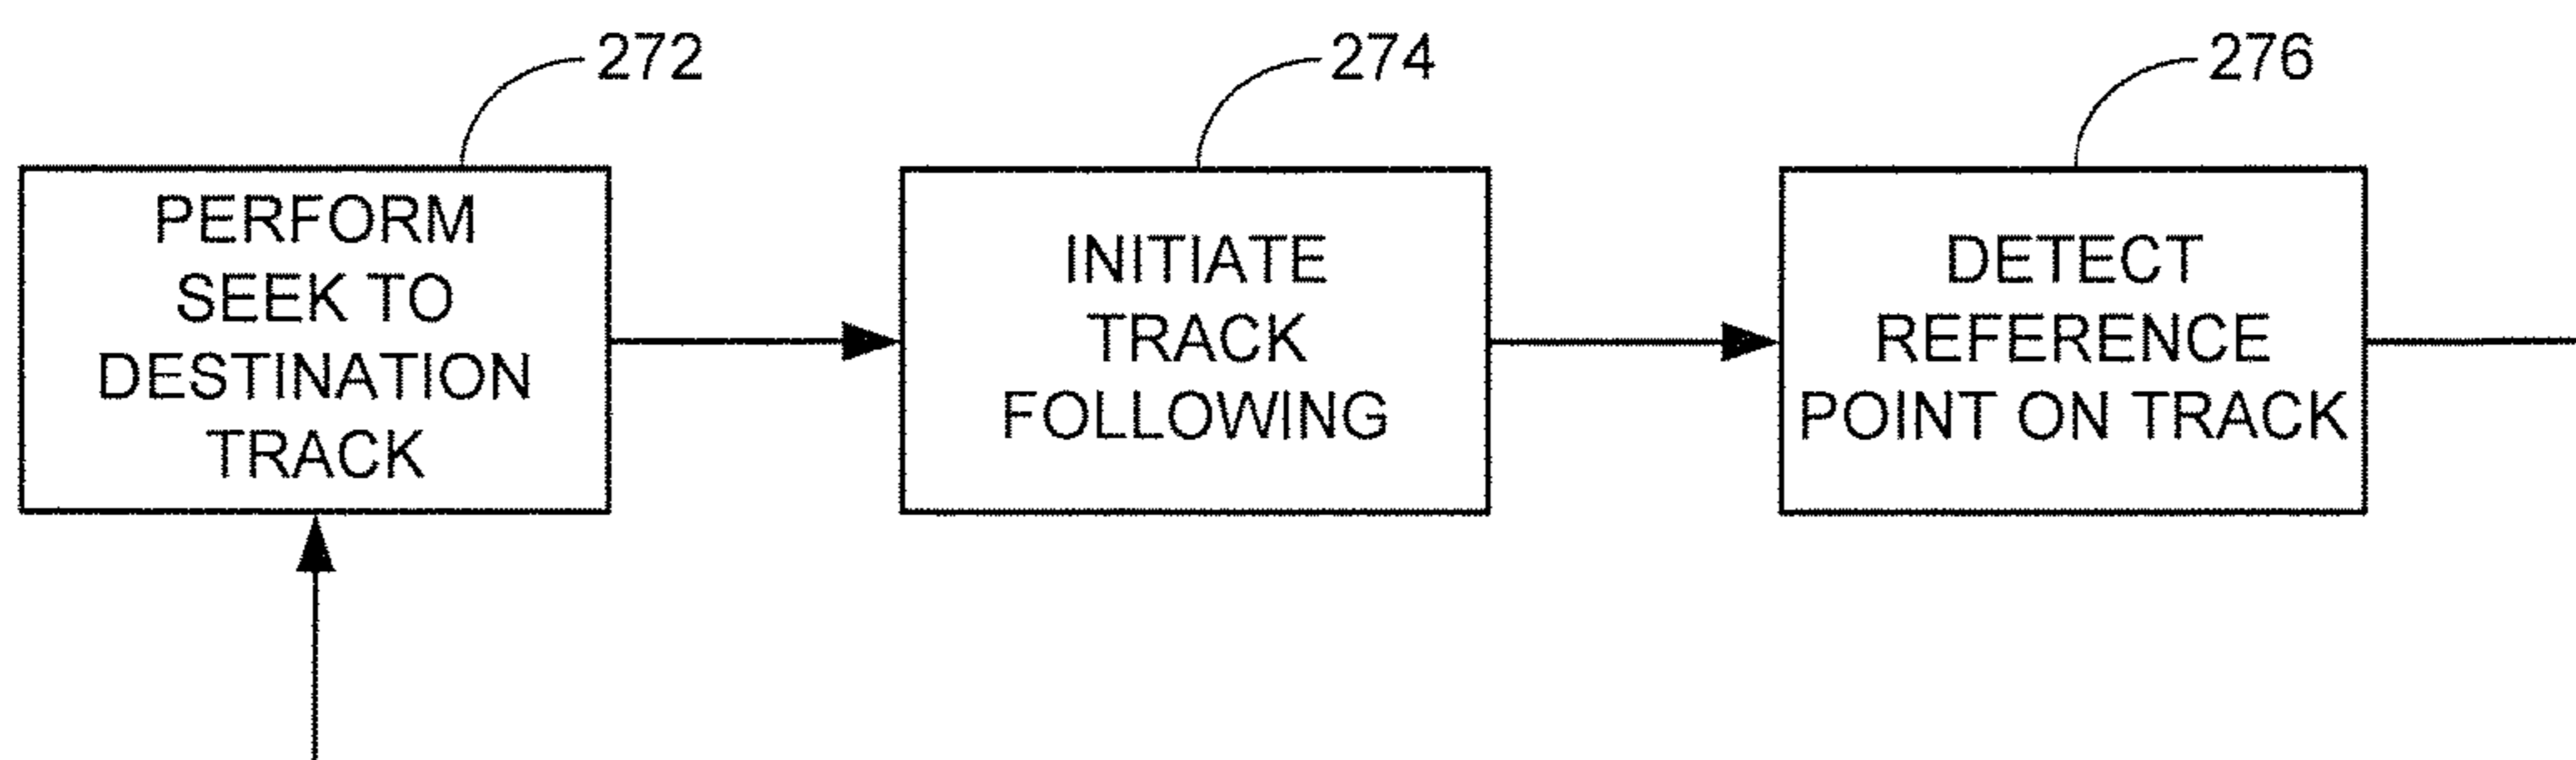 272
274
276
PERFORM
SEEK TO
DESTINATION
TRACK
INITIATE
TRACK
FOLLOWING
DETECT
REFERENCE
POINT ON TRACK